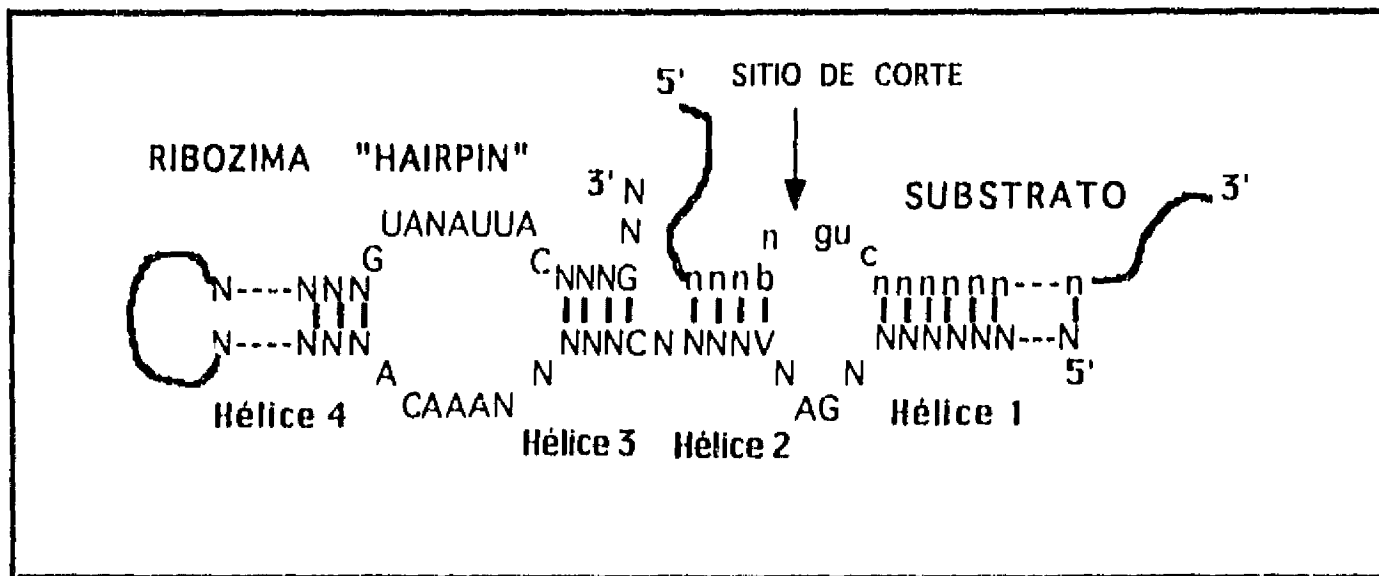 5' SITIO DE CORTE
RIBOZIMA "HAIRPIN"
3' N
SUBSTRATO 3'
UANAUUA
N
n gu
G
C
c
N----NNN
NNNG
nnnb
nnnnnn---n
N----NNN
NNNC N NNNV
NNNNNN---N
A
N
N
N
5'
CAAAN
AG
Hélice 4
Hélice 3
Hélice 2
Hélice 1